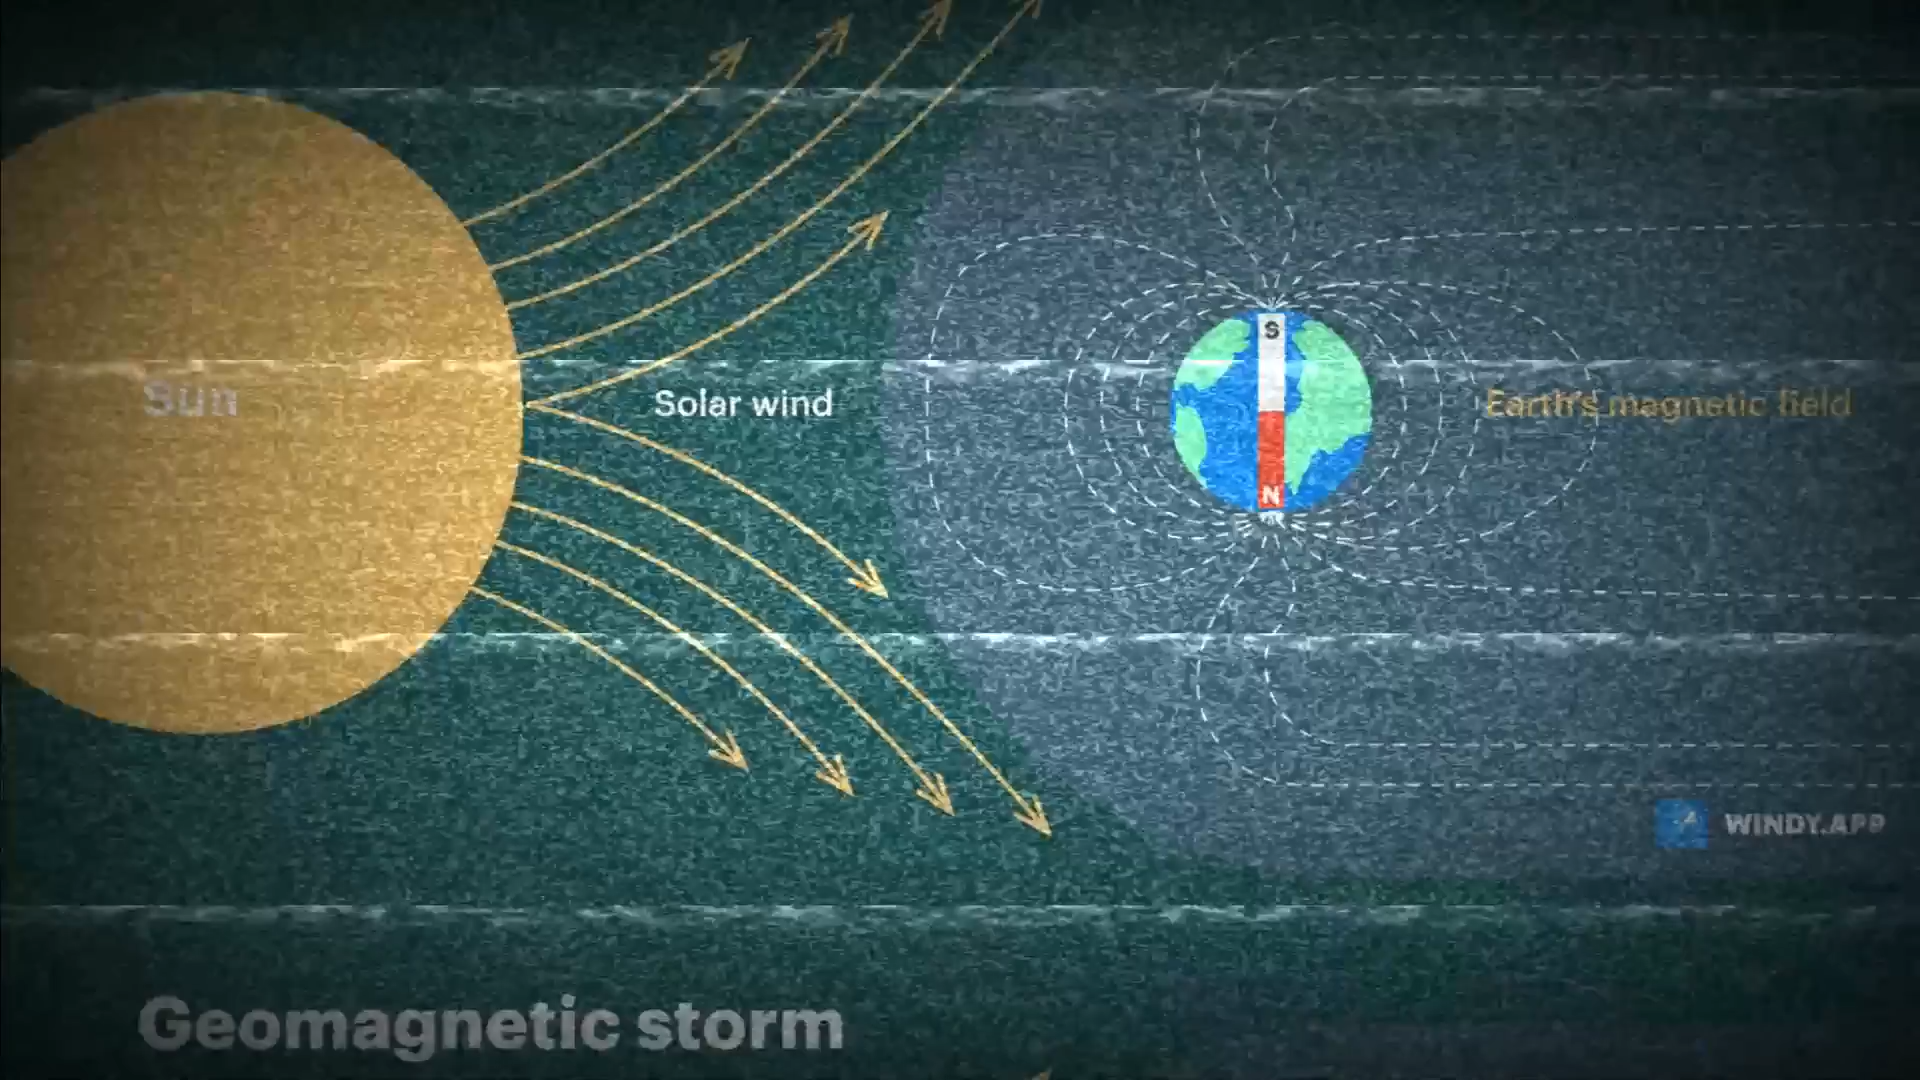 Sun
Solar wind
S
N
Earth's magnetic field
WINDY.APP
Geomagnetic storm